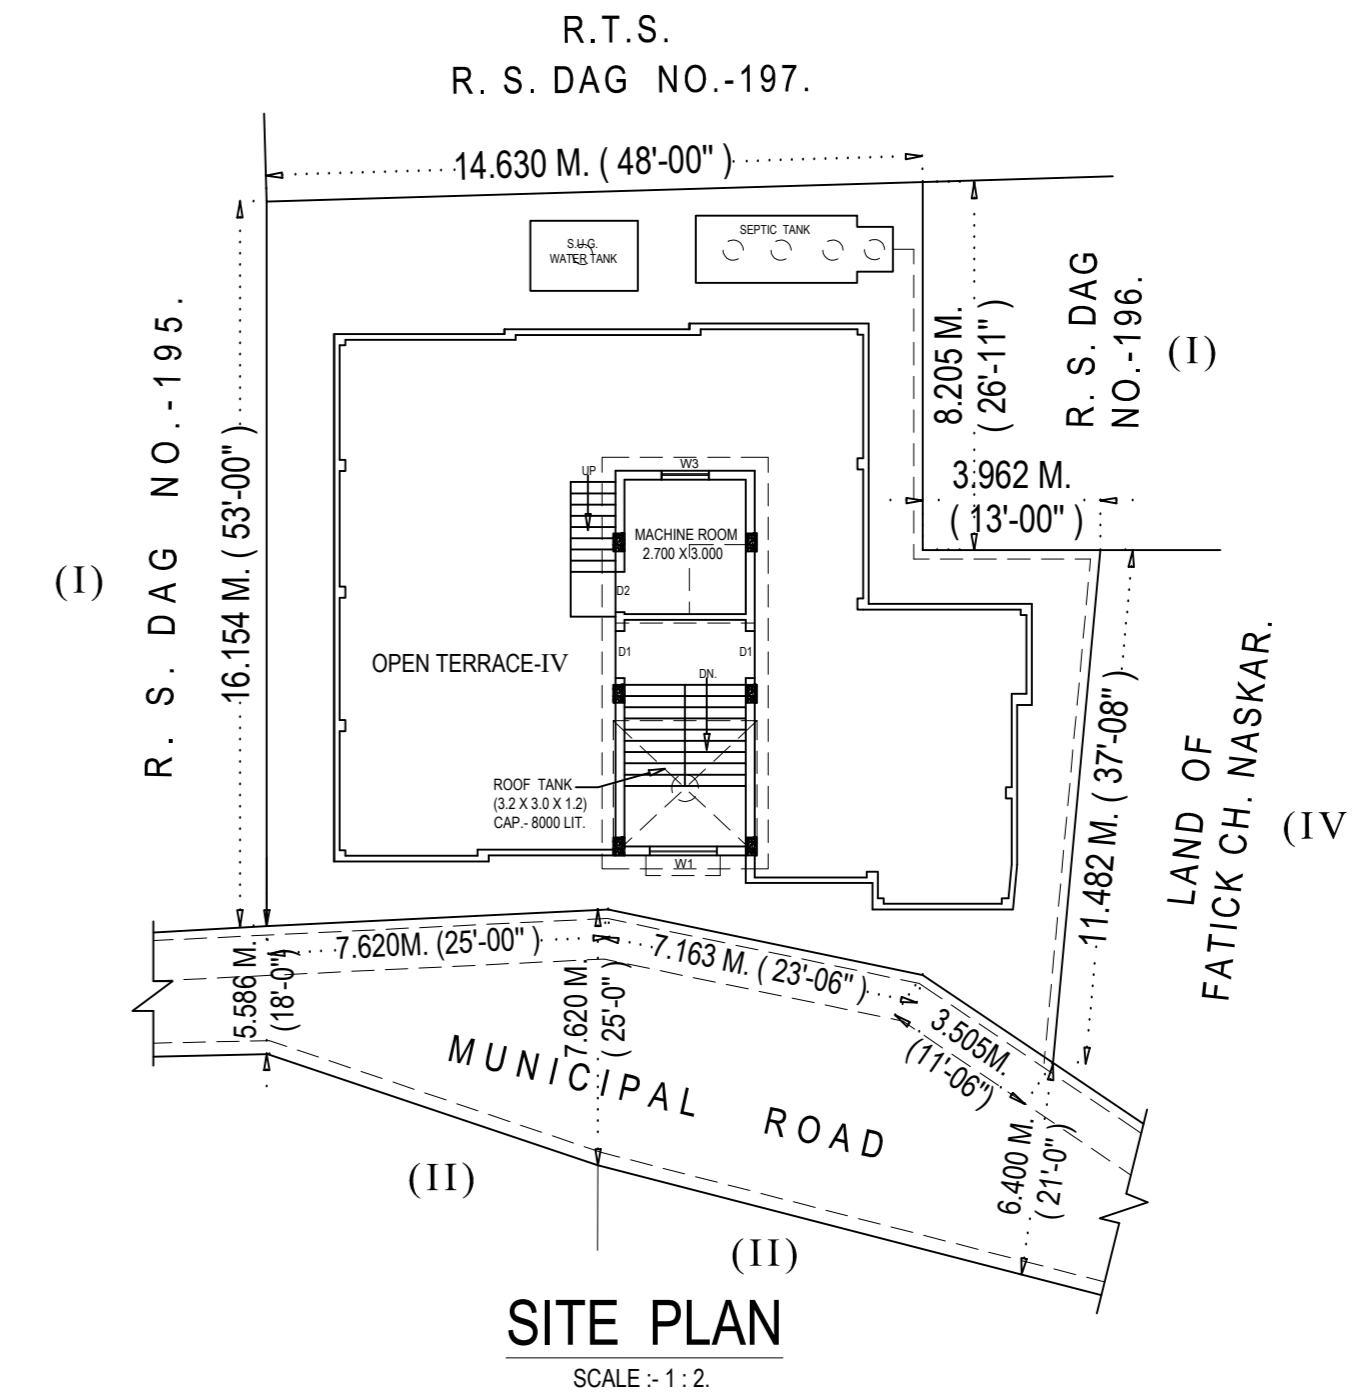 R.T.S.
R. S. DAG NO.-197.
14.630 M. ( 48'-00" )
S.U.G.
WATER TANK
SEPTIC TANK
R. S. DAG NO.-195.
(I)
16.154 M. ( 53'-00" )
8.205 M.
( 26'-11" )
R. S. DAG
NO.-196.
(I)
3.962 M.
( 13'-00" )
UP
W3
MACHINE ROOM
2.700 X 3.000
D2
D1
D1
DN.
OPEN TERRACE-IV
ROOF TANK
(3.2 X 3.0 X 1.2)
CAP.- 8000 LIT.
W1
11.482 M. ( 37'-08" )
LAND OF
FATICK CH. NASKAR.
(IV
5.586 M.
(18'-0")
7.620M. (25'-00" )
7.620 M.
( 25'-0" )
7.163 M. ( 23'-06" )
3.505M.
(11'-06")
6.400 M.
( 21'-0" )
MUNICIPAL ROAD
(II)
(II)
SITE PLAN
SCALE :- 1 : 2.